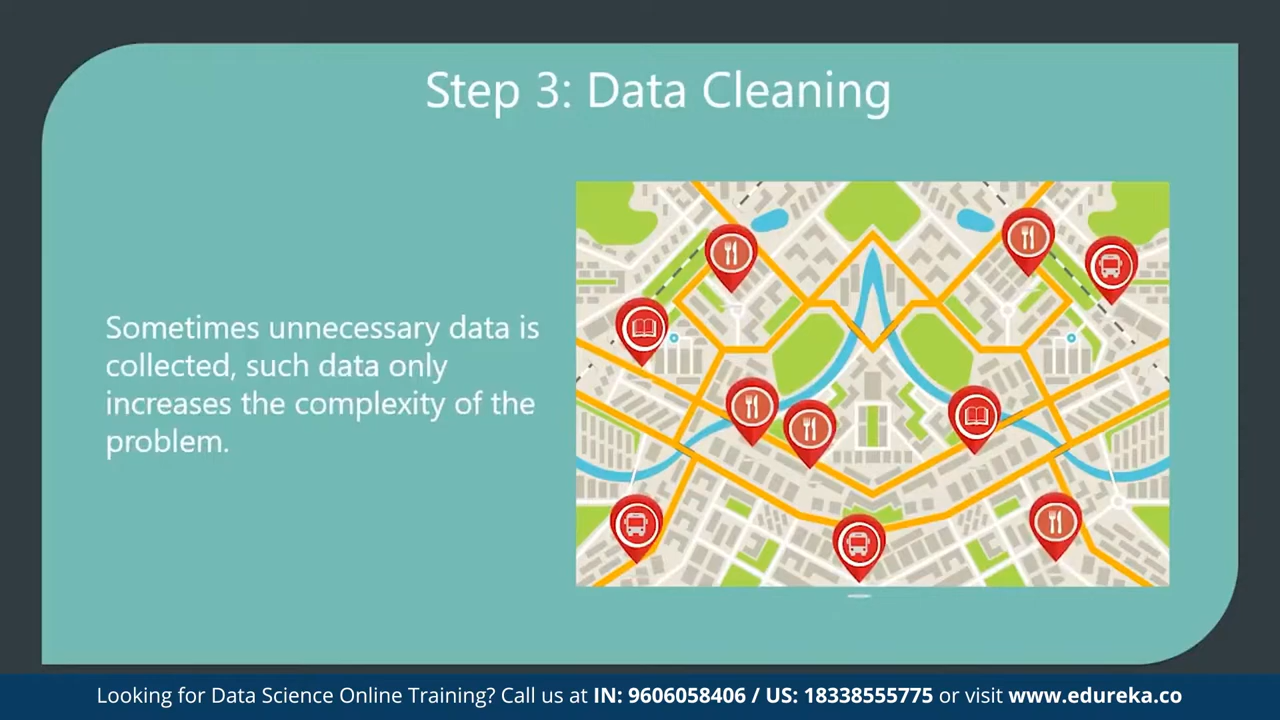 Step 3: Data Cleaning
Sometimes unnecessary data is
collected, such data only
increases the complexity of the
problem.
Looking for Data Science Online Training? Call us at IN: 9606058406 / US: 18338555775 or visit www.edureka.co